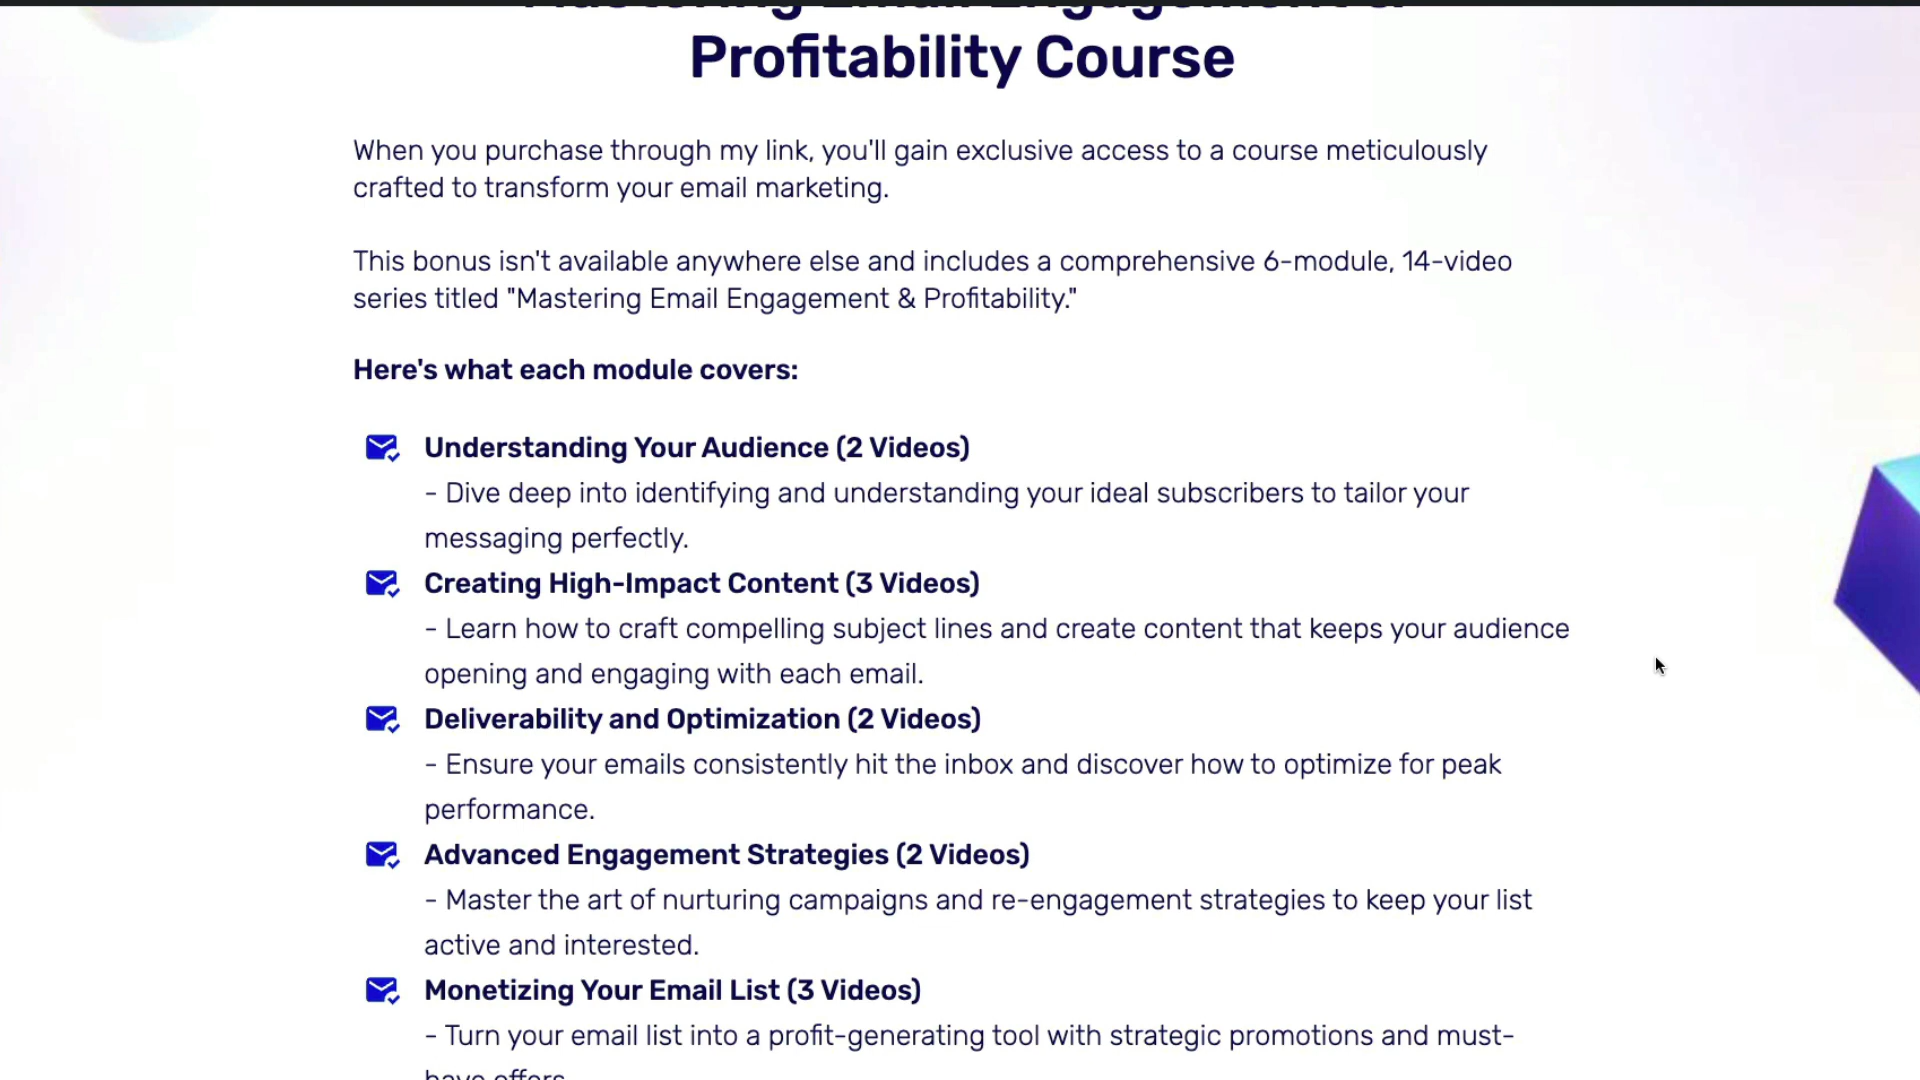 Mastering Email Engagement &
Profitability Course
When you purchase through my link, you'll gain exclusive access to a course meticulously
crafted to transform your email marketing.
This bonus isn't available anywhere else and includes a comprehensive 6-module, 14-video
series titled "Mastering Email Engagement & Profitability."
Here's what each module covers:
Understanding Your Audience (2 Videos)
- Dive deep into identifying and understanding your ideal subscribers to tailor your
messaging perfectly.
Creating High-Impact Content (3 Videos)
- Learn how to craft compelling subject lines and create content that keeps your audience
opening and engaging with each email.
Deliverability and Optimization (2 Videos)
- Ensure your emails consistently hit the inbox and discover how to optimize for peak
performance.
Advanced Engagement Strategies (2 Videos)
- Master the art of nurturing campaigns and re-engagement strategies to keep your list
active and interested.
Monetizing Your Email List (3 Videos)
- Turn your email list into a profit-generating tool with strategic promotions and must-
have offers.